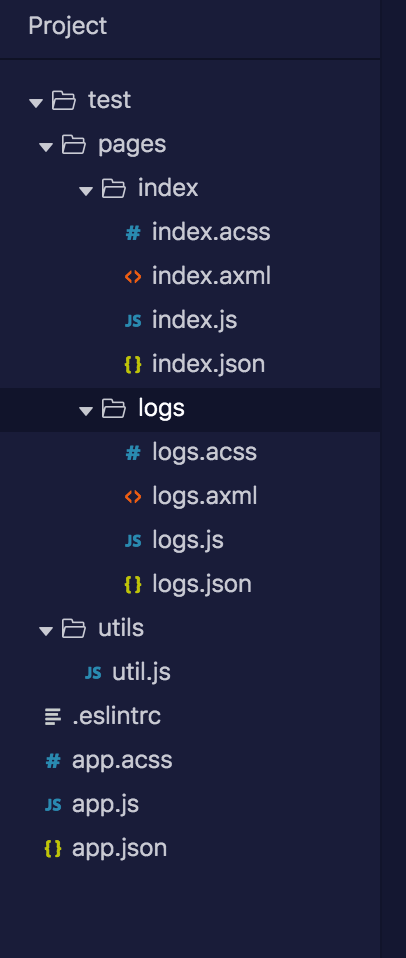 Project
test
pages
index
# index.acss
<> index.axml
JS index.js
{} index.json
logs
# logs.acss
<> logs.axml
JS logs.js
{} logs.json
utils
JS util.js
.eslintrc
# app.acss
JS app.js
{} app.json